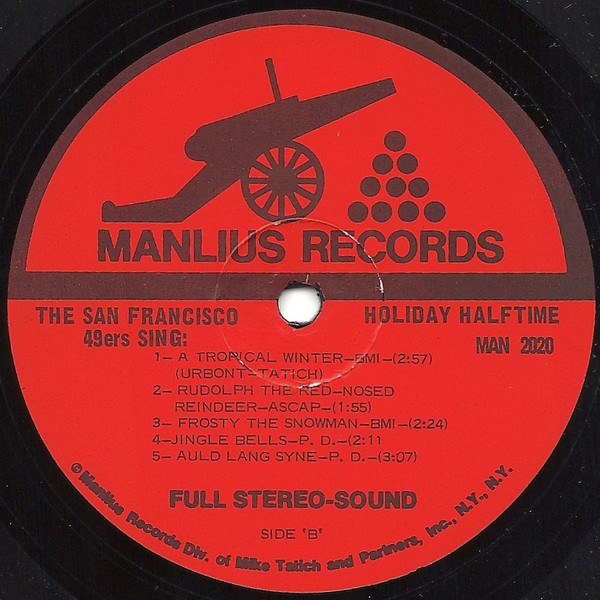 MANLIUS RECORDS
THE SAN FRANCISCO
49ers SING:
HOLIDAY HALFTIME
MAN 2020
1- A TROPICAL WINTER-BMI-(2:57)
(URBONT-TATICH)
2- RUDOLPH THE RED-NOSED
REINDEER-ASCAP-(1:55)
3- FROSTY THE SNOWMAN-BMI-(2:24)
4-JINGLE BELLS-P. D.-(2:11
5- AULD LANG SYNE-P. D.-(3:07)
FULL STEREO-SOUND
SIDE 'B'
© Manlius Records Div. of Mike Tatich and Partners, Inc., N.Y., N.Y.